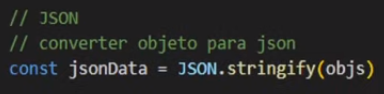 // JSON
// converter objeto para json
const jsonData = JSON.stringify(objs)